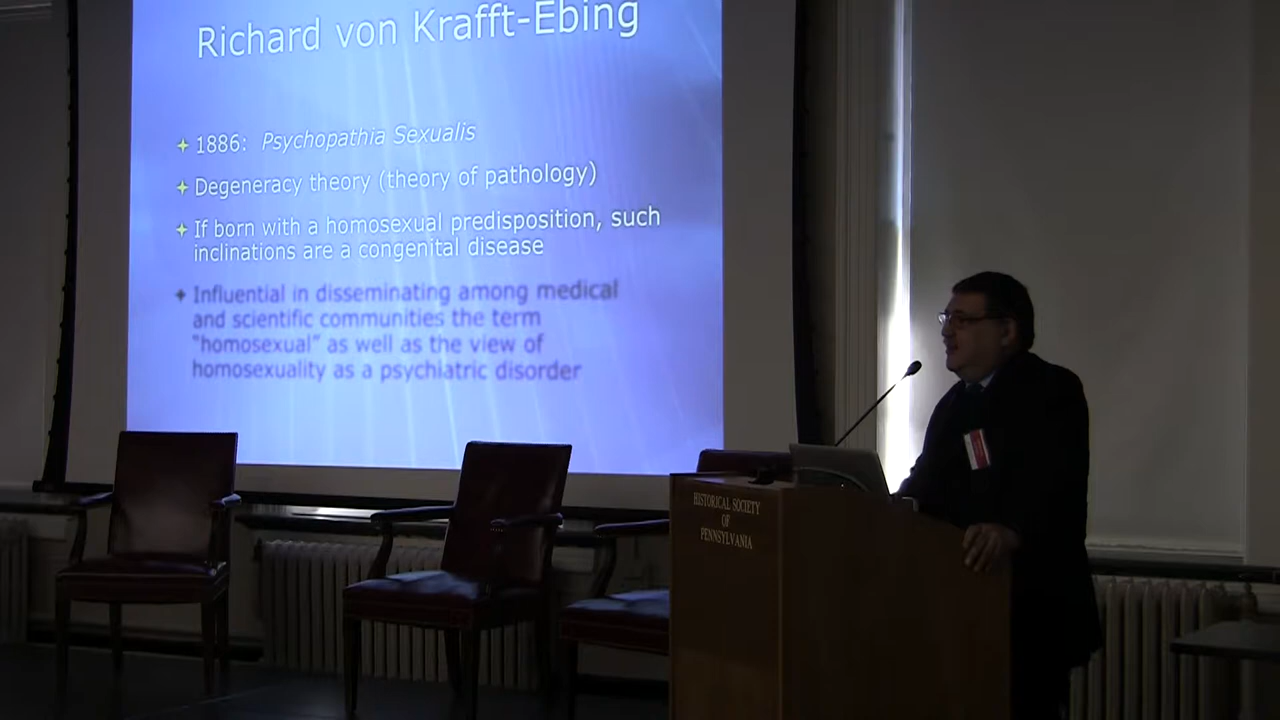 Richard von Krafft-Ebing
1886: Psychopathia Sexualis
Degeneracy theory (theory of pathology)
If born with a homosexual predisposition, such
inclinations are a congenital disease
Influential in disseminating among medical
and scientific communities the term
"homosexual" as well as the view of
homosexuality as a psychiatric disorder
HISTORICAL SOCIETY
OF
PENNSYLVANIA